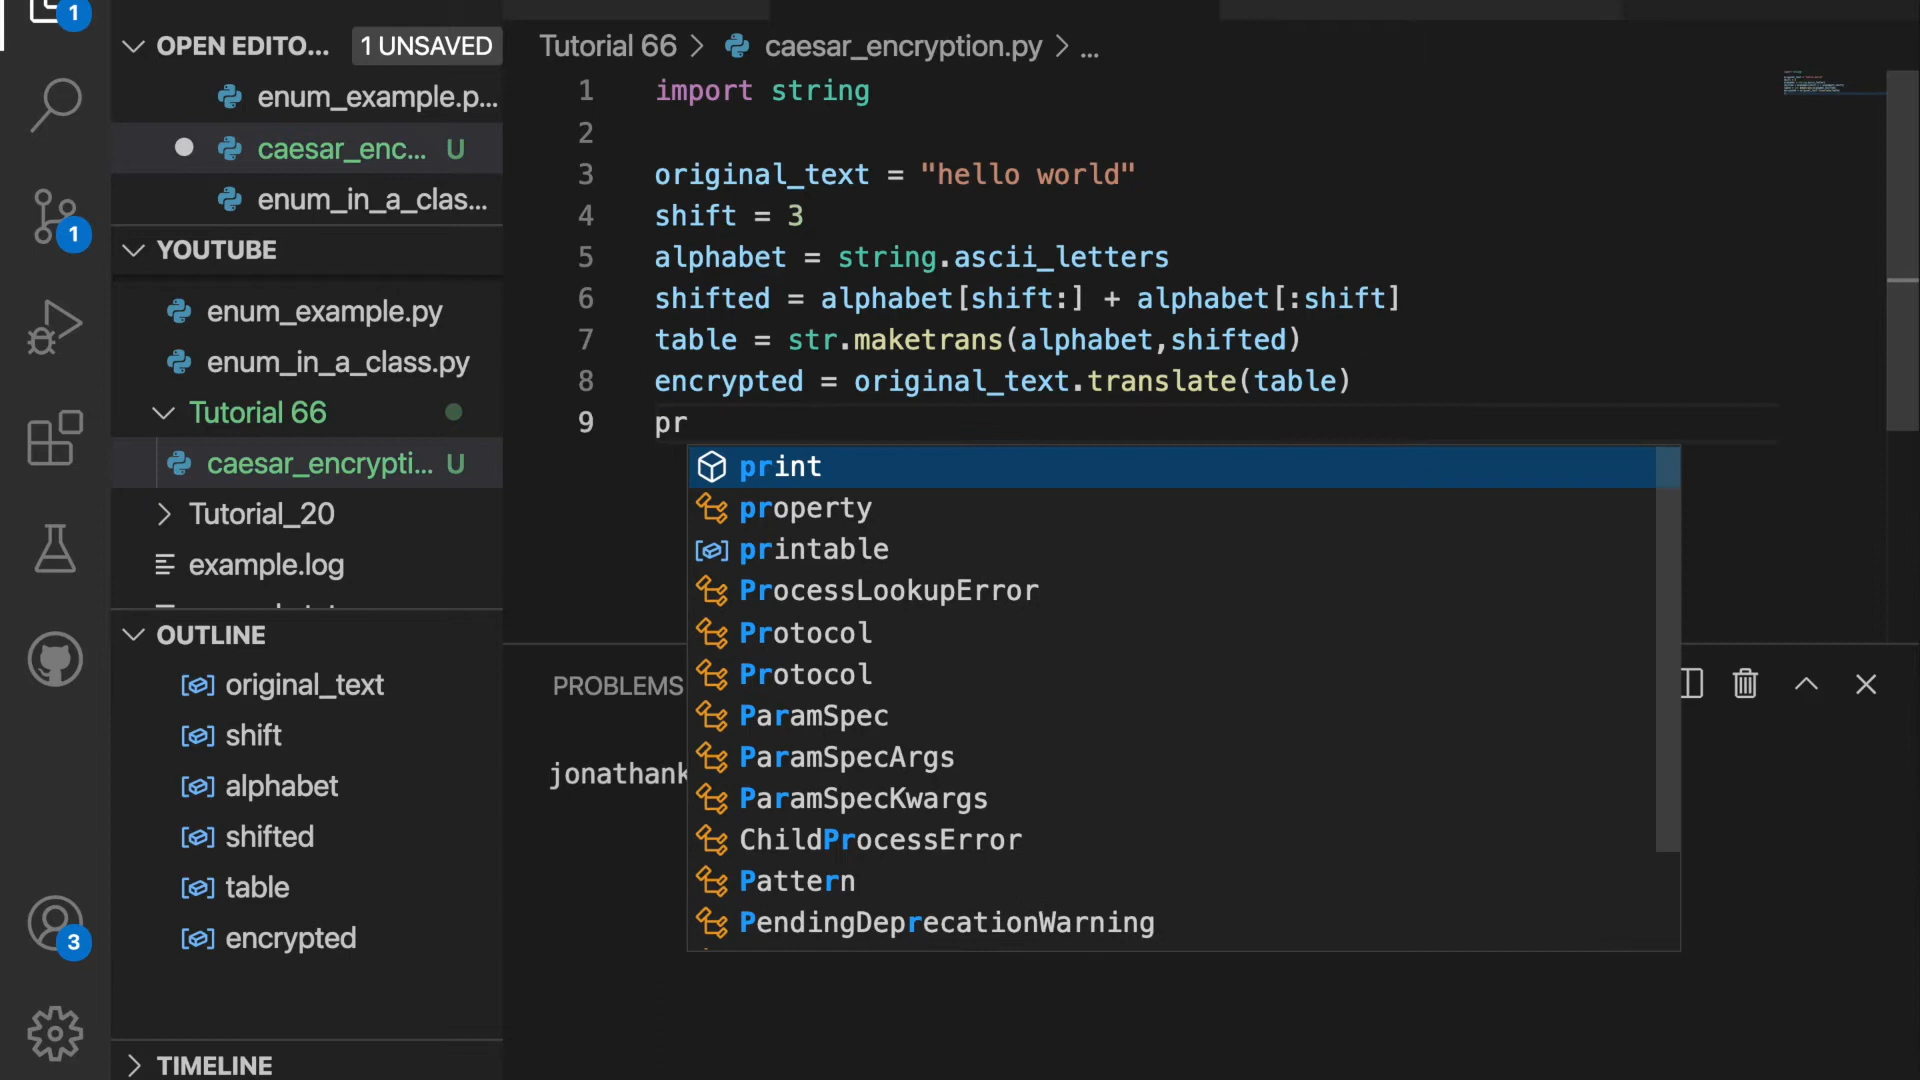 1
OPEN EDITO... 1 UNSAVED
enum_example.p...
caesar_enc... U
enum_in_a_clas...
1
YOUTUBE
enum_example.py
enum_in_a_class.py
Tutorial 66
caesar_encrypti... U
Tutorial_20
example.log
OUTLINE
original_text
shift
alphabet
shifted
table
encrypted
3
TIMELINE
Tutorial 66 > caesar_encryption.py > ...
1 import string
2
3 original_text = "hello world"
4 shift = 3
5 alphabet = string.ascii_letters
6 shifted = alphabet[shift:] + alphabet[:shift]
7 table = str.maketrans(alphabet,shifted)
8 encrypted = original_text.translate(table)
9 pr
print
property
printable
ProcessLookupError
Protocol
Protocol
ParamSpec
ParamSpecArgs
ParamSpecKwargs
ChildProcessError
Pattern
PendingDeprecationWarning
PROBLEMS
jonathank